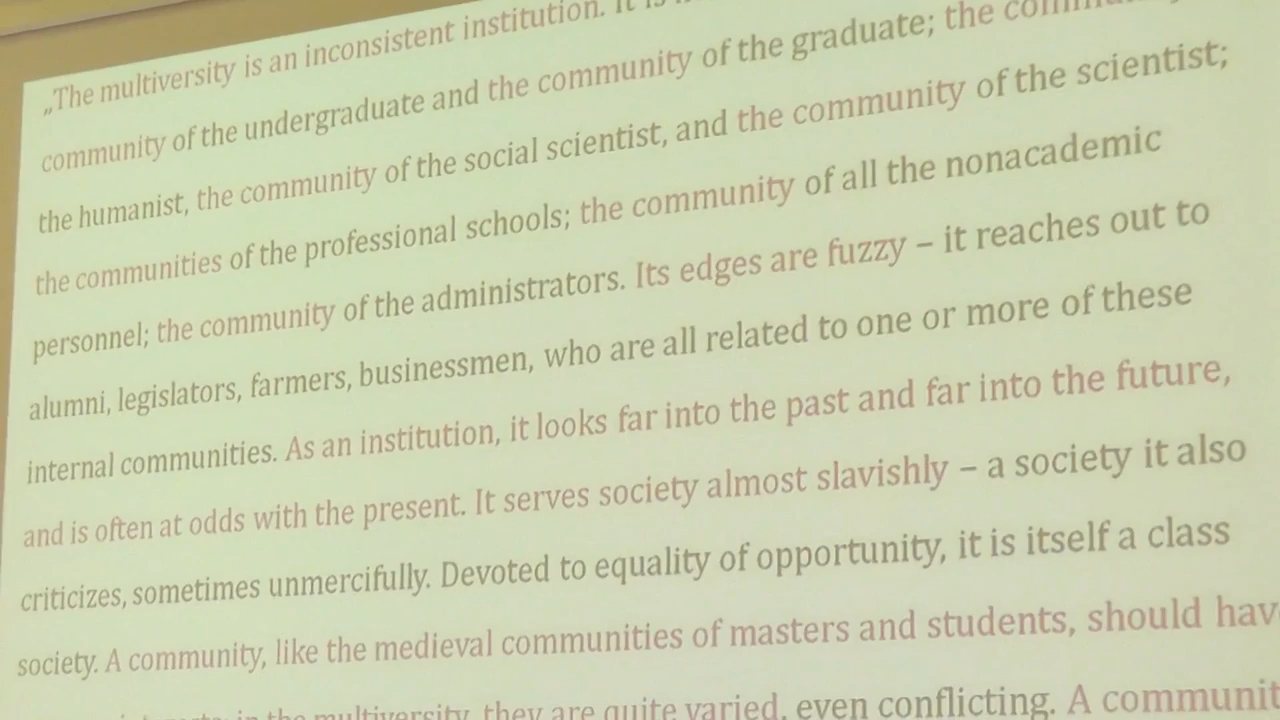 „The multiversity is an inconsistent institution. It is
community of the undergraduate and the community of the graduate; the
the humanist, the community of the social scientist, and the community of the scientist;
the communities of the professional schools; the community of all the nonacademic
personnel; the community of the administrators. Its edges are fuzzy – it reaches out to
alumni, legislators, farmers, businessmen, who are all related to one or more of these
internal communities. As an institution, it looks far into the past and far into the future,
and is often at odds with the present. It serves society almost slavishly – a society it also
criticizes, sometimes unmercifully. Devoted to equality of opportunity, it is itself a class
society. A community, like the medieval communities of masters and students, should
in the multiversity, they are quite varied, even conflicting. A